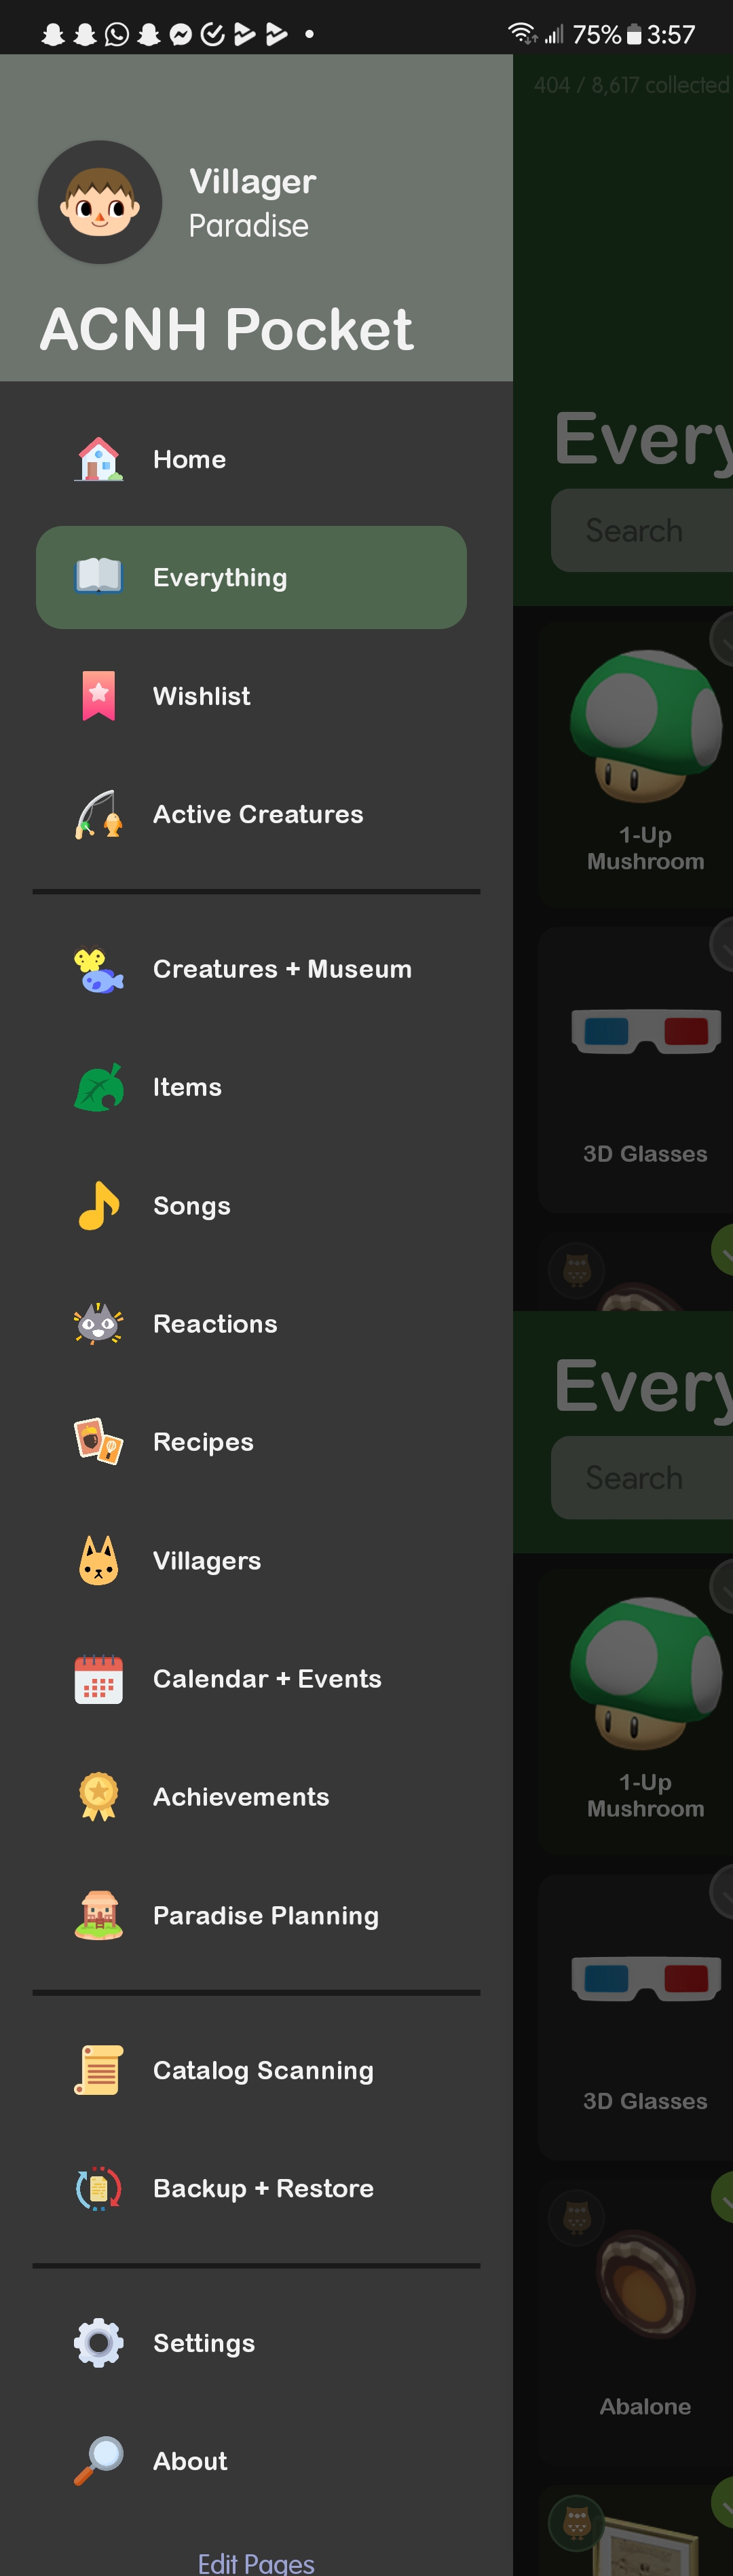 75% 3:57
404 / 8,617 collected
Villager
Paradise
ACNH Pocket
Home
Everything
Wishlist
Active Creatures
Creatures + Museum
Items
Songs
Reactions
Recipes
Villagers
Calendar + Events
Achievements
Paradise Planning
Catalog Scanning
Backup + Restore
Settings
About
Edit Pages
Every
Search
1-Up
Mushroom
3D Glasses
Every
Search
1-Up
Mushroom
3D Glasses
Abalone